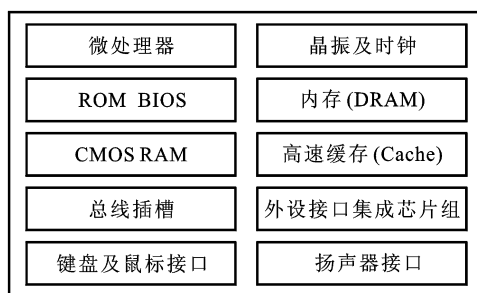 微处理器
晶振及时钟
ROM BIOS
内存(DRAM)
CMOS RAM
高速缓存(Cache)
总线插槽
外设接口集成芯片组
键盘及鼠标接口
扬声器接口